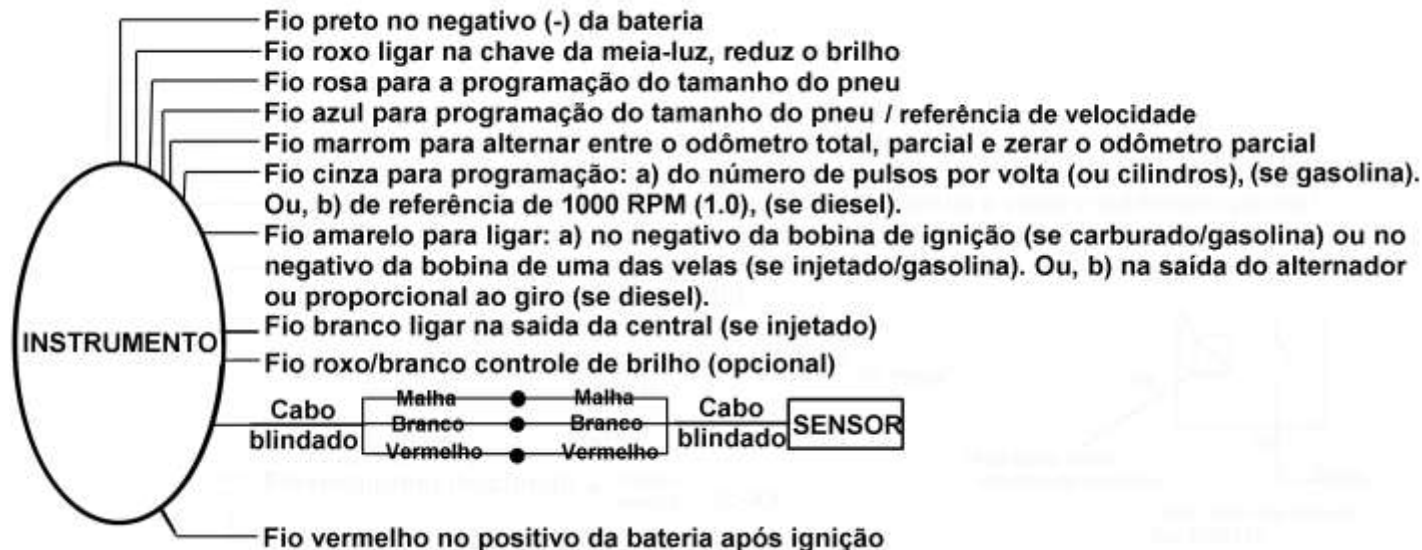 Fio preto no negativo (-) da bateria
Fio roxo ligar na chave da meia-luz, reduz o brilho
Fio rosa para a programação do tamanho do pneu
Fio azul para programação do tamanho do pneu / referência de velocidade
Fio marrom para alternar entre o odômetro total, parcial e zerar o odômetro parcial
Fio cinza para programação: a) do número de pulsos por volta (ou cilindros), (se gasolina).
Ou, b) de referência de 1000 RPM (1.0), (se diesel).
Fio amarelo para ligar: a) no negativo da bobina de ignição (se carburado/gasolina) ou no
negativo da bobina de uma das velas (se injetado/gasolina). Ou, b) na saída do alternador
ou proporcional ao giro (se diesel).
INSTRUMENTO
Fio branco ligar na saida da central (se injetado)
Fio roxo/branco controle de brilho (opcional)
Cabo blindado
Malha Malha
Branco Branco
Vermelho Vermelho
Cabo blindado
SENSOR
Fio vermelho no positivo da bateria após ignição